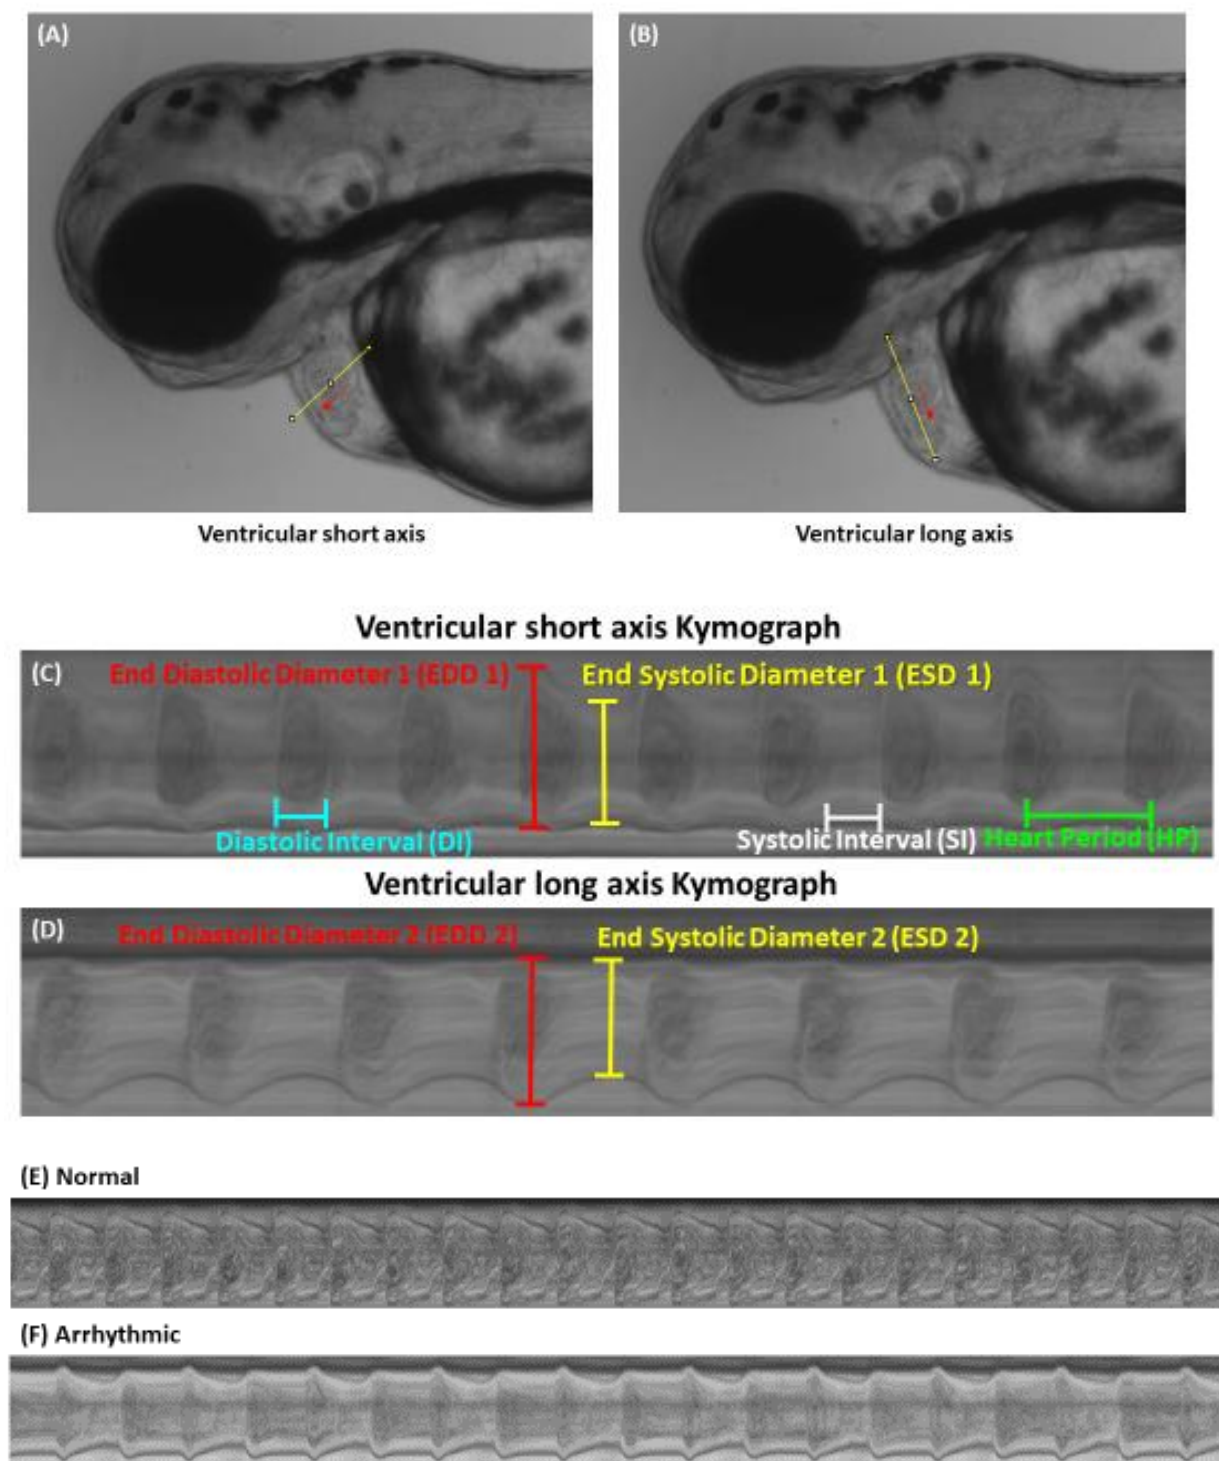 (A)
(B)
Ventricular short axis
Ventricular long axis
Ventricular short axis Kymograph
(C)
End Diastolic Diameter 1 (EDD 1)
End Systolic Diameter 1 (ESD 1)
Diastolic Interval (DI)
Systolic Interval (SI)
Heart Period (HP)
Ventricular long axis Kymograph
(D)
End Diastolic Diameter 2 (EDD 2)
End Systolic Diameter 2 (ESD 2)
(E) Normal
(F) Arrhythmic